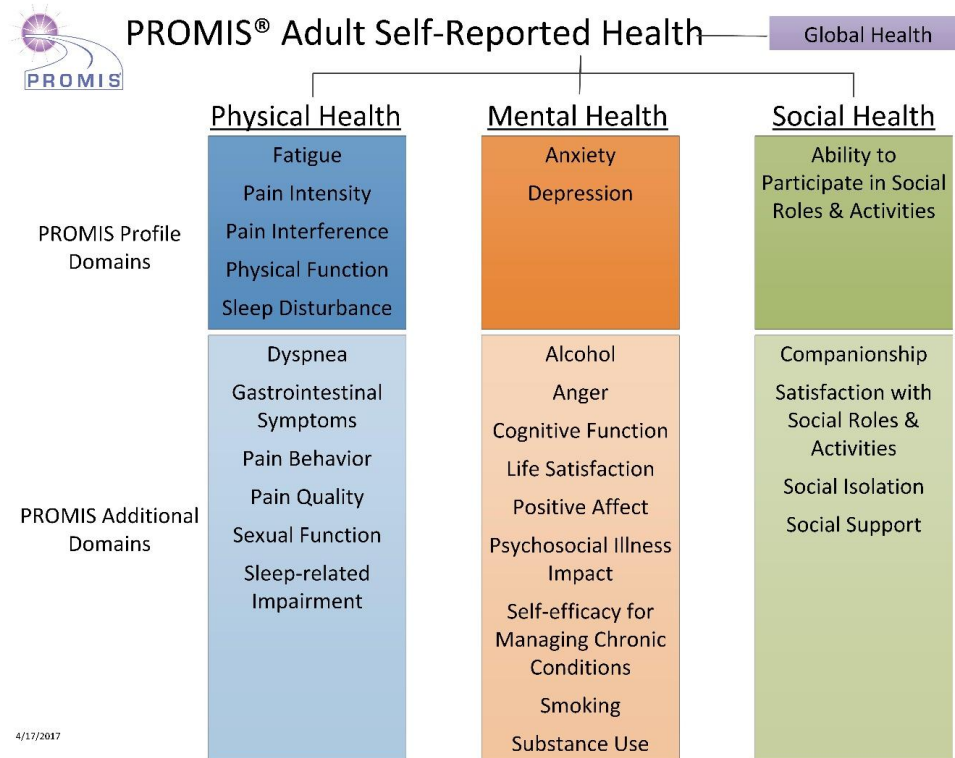 PROMIS® Adult Self-Reported Health
Global Health
PROMIS
Physical Health
Mental Health
Social Health
PROMIS Profile
Domains
Fatigue
Pain Intensity
Pain Interference
Physical Function
Sleep Disturbance
Anxiety
Depression
Ability to
Participate in Social
Roles & Activities
PROMIS Additional
Domains
Dyspnea
Gastrointestinal
Symptoms
Pain Behavior
Pain Quality
Sexual Function
Sleep-related
Impairment
Alcohol
Anger
Cognitive Function
Life Satisfaction
Positive Affect
Psychosocial Illness
Impact
Self-efficacy for
Managing Chronic
Conditions
Smoking
Substance Use
Companionship
Satisfaction with
Social Roles &
Activities
Social Isolation
Social Support
4/17/2017